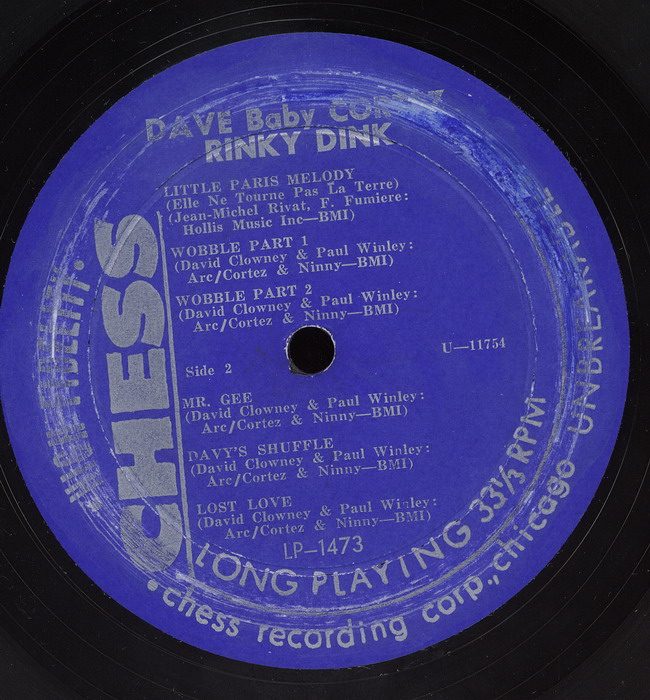 DAVE Baby CORTEZ
RINKY DINK
LITTLE PARIS MELODY
(Elle Ne Tourne Pas La Terre)
(Jean-Michel Rivat, F. Fumiere:
Hollis Music Inc—BMI)
WOBBLE PART 1
(David Clowney & Paul Winley:
Arc/Cortez & Ninny—BMI)
WOBBLE PART 2
(David Clowney & Paul Winley:
Arc/Cortez & Ninny—BMI)
U—11754
Side 2
MR. GEE
(David Clowney & Paul Winley:
Arc/Cortez & Ninny—BMI)
DAVY'S SHUFFLE
(David Clowney & Paul Winley:
Arc/Cortez & Ninny—BMI)
LOST LOVE
(David Clowney & Paul Winley:
Arc/Cortez & Ninny—BMI)
LP—1473
LONG PLAYING 33⅓ RPM
CHESS
HIGH FIDELITY •
• chess recording corp., chicago
UNBREAKABLE